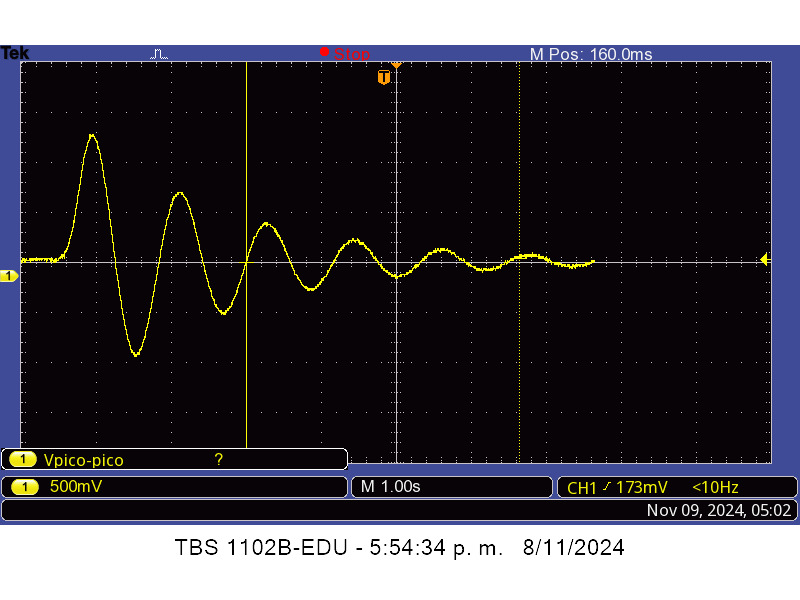 Tek Stop M Pos: 160.0ms
T
1
1 Vpico-pico ?
1 500mV M 1.00s CH1 173mV <10Hz
Nov 09, 2024, 05:02
TBS 1102B-EDU - 5:54:34 p. m. 8/11/2024